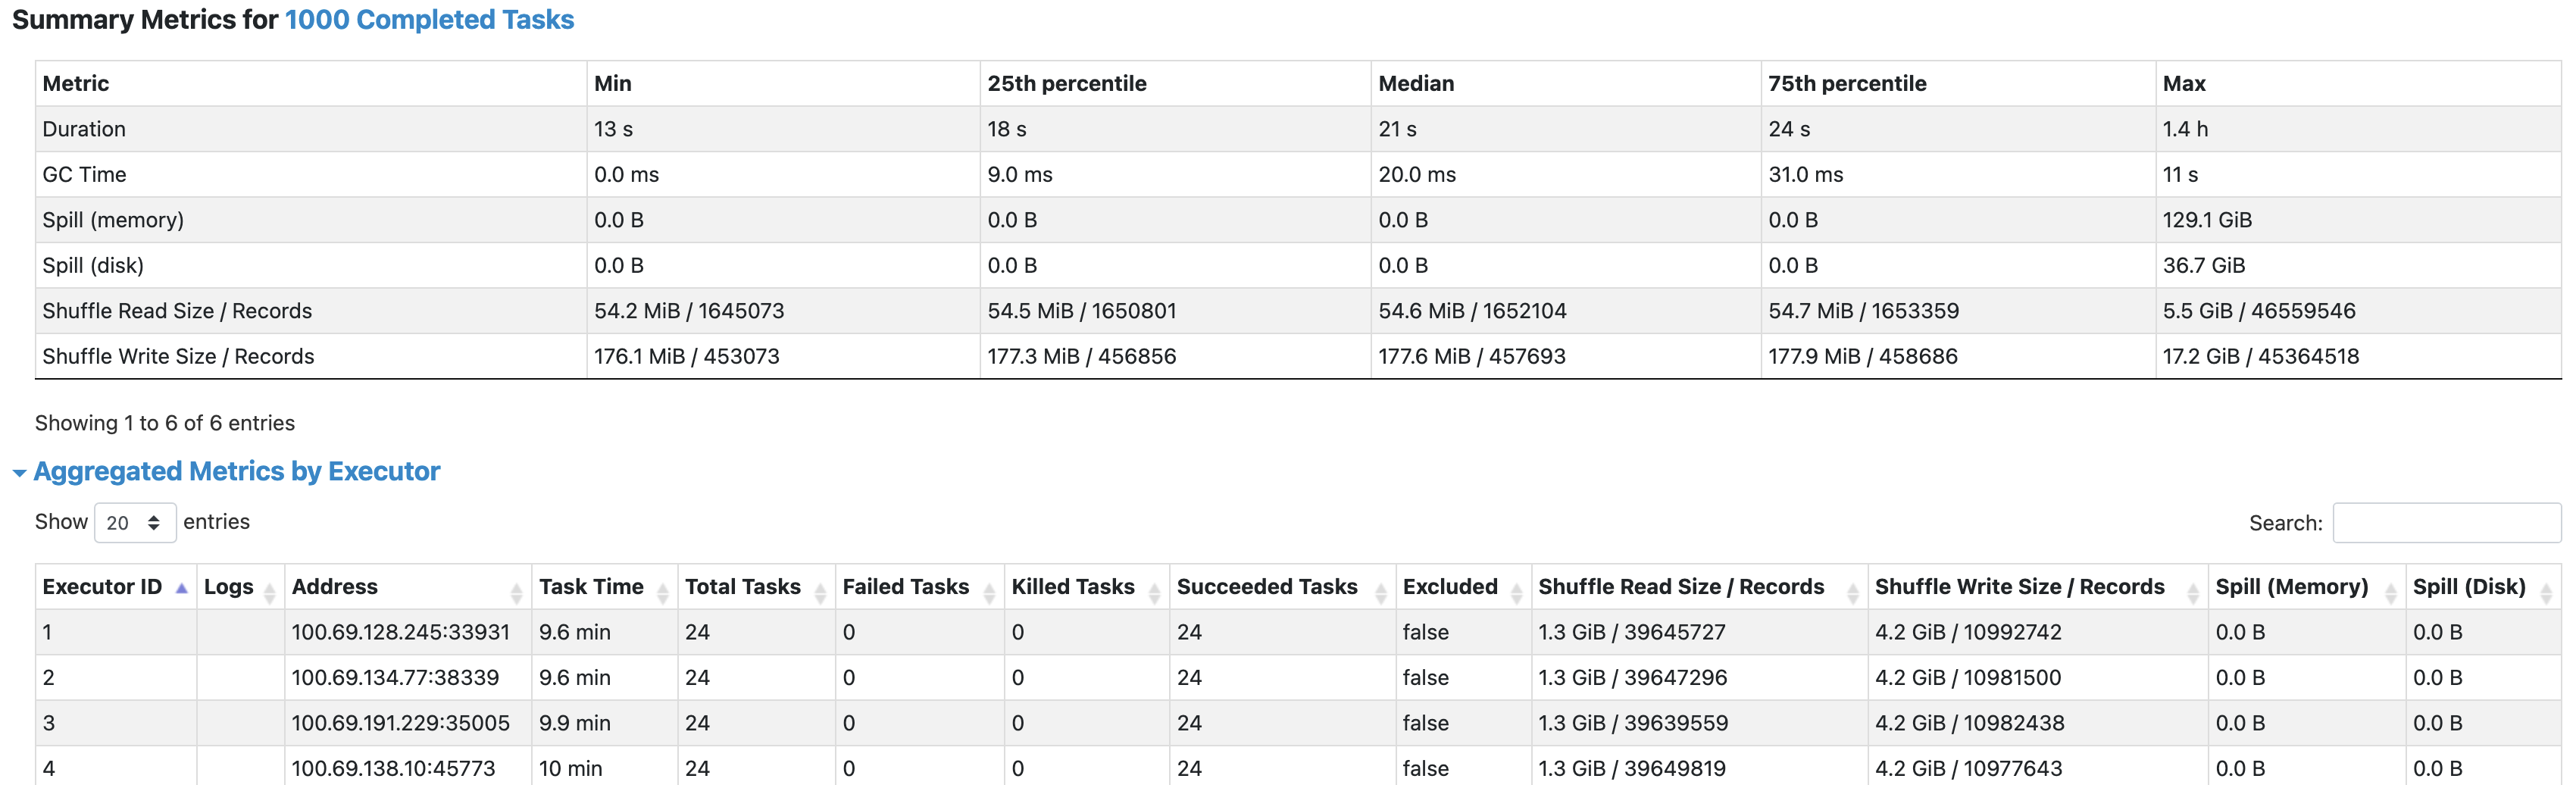 Summary Metrics for 1000 Completed Tasks
Metric Min 25th percentile Median 75th percentile Max
Duration 13 s 18 s 21 s 24 s 1.4 h
GC Time 0.0 ms 9.0 ms 20.0 ms 31.0 ms 11 s
Spill (memory) 0.0 B 0.0 B 0.0 B 0.0 B 129.1 GiB
Spill (disk) 0.0 B 0.0 B 0.0 B 0.0 B 36.7 GiB
Shuffle Read Size / Records 54.2 MiB / 1645073 54.5 MiB / 1650801 54.6 MiB / 1652104 54.7 MiB / 1653359 5.5 GiB / 46559546
Shuffle Write Size / Records 176.1 MiB / 453073 177.3 MiB / 456856 177.6 MiB / 457693 177.9 MiB / 458686 17.2 GiB / 45364518
Showing 1 to 6 of 6 entries
Aggregated Metrics by Executor
Show 20 entries Search:
Executor ID Logs Address Task Time Total Tasks Failed Tasks Killed Tasks Succeeded Tasks Excluded Shuffle Read Size / Records Shuffle Write Size / Records Spill (Memory) Spill (Disk)
1 100.69.128.245:33931 9.6 min 24 0 0 24 false 1.3 GiB / 39645727 4.2 GiB / 10992742 0.0 B 0.0 B
2 100.69.134.77:38339 9.6 min 24 0 0 24 false 1.3 GiB / 39647296 4.2 GiB / 10981500 0.0 B 0.0 B
3 100.69.191.229:35005 9.9 min 24 0 0 24 false 1.3 GiB / 39639559 4.2 GiB / 10982438 0.0 B 0.0 B
4 100.69.138.10:45773 10 min 24 0 0 24 false 1.3 GiB / 39649819 4.2 GiB / 10977643 0.0 B 0.0 B